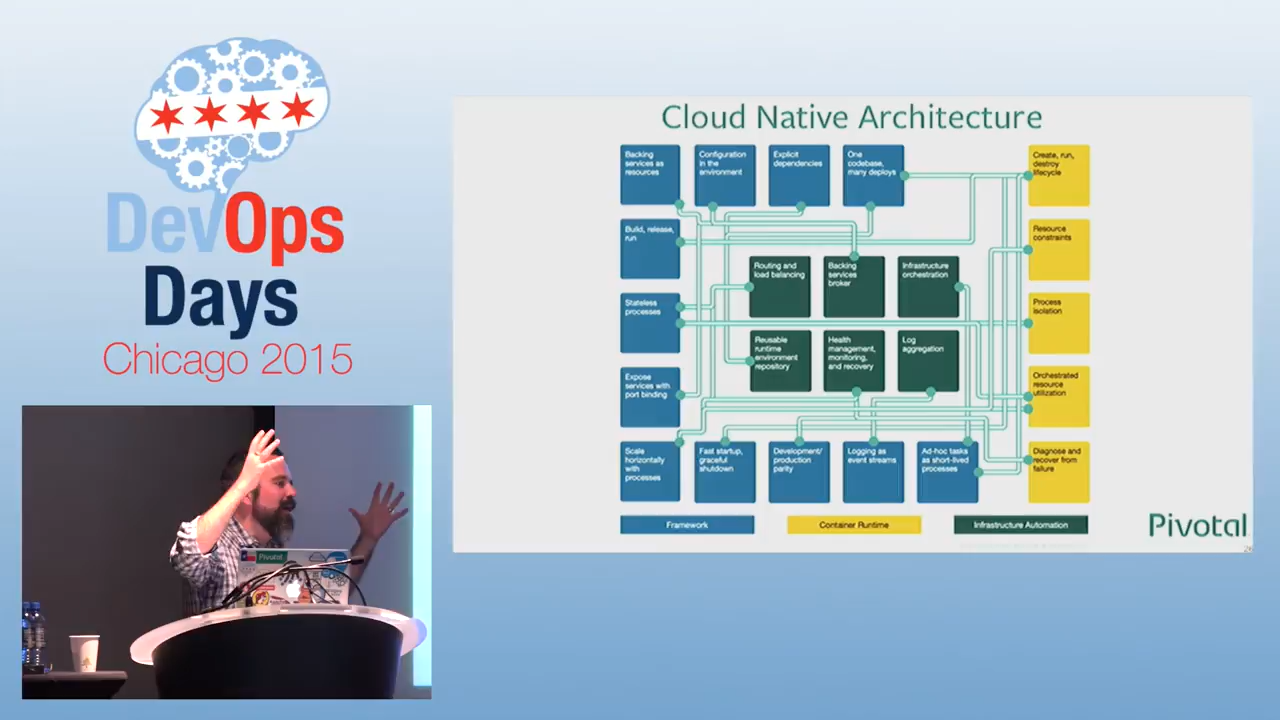 DevOps
Days
Chicago 2015
Cloud Native Architecture
Backing
services as
resources
Configuration
in the
environment
Explicit
dependencies
One
codebase,
many deploys
Create, run,
destroy
lifecycle
Build, release,
run
Resource
constraints
Routing and
load balancing
Backing
services
broker
Infrastructure
orchestration
Stateless
processes
Process
isolation
Reusable
runtime
environment
repository
Health
management,
monitoring,
and recovery
Log
aggregation
Expose
services with
port binding
Orchestrated
resource
utilization
Scale
horizontally
with
processes
Fast startup,
graceful
shutdown
Development/
production
parity
Logging as
event streams
Ad-hoc tasks
as short-lived
processes
Diagnose and
recover from
failure
Framework
Container Runtime
Infrastructure Automation
Pivotal
Pivotal